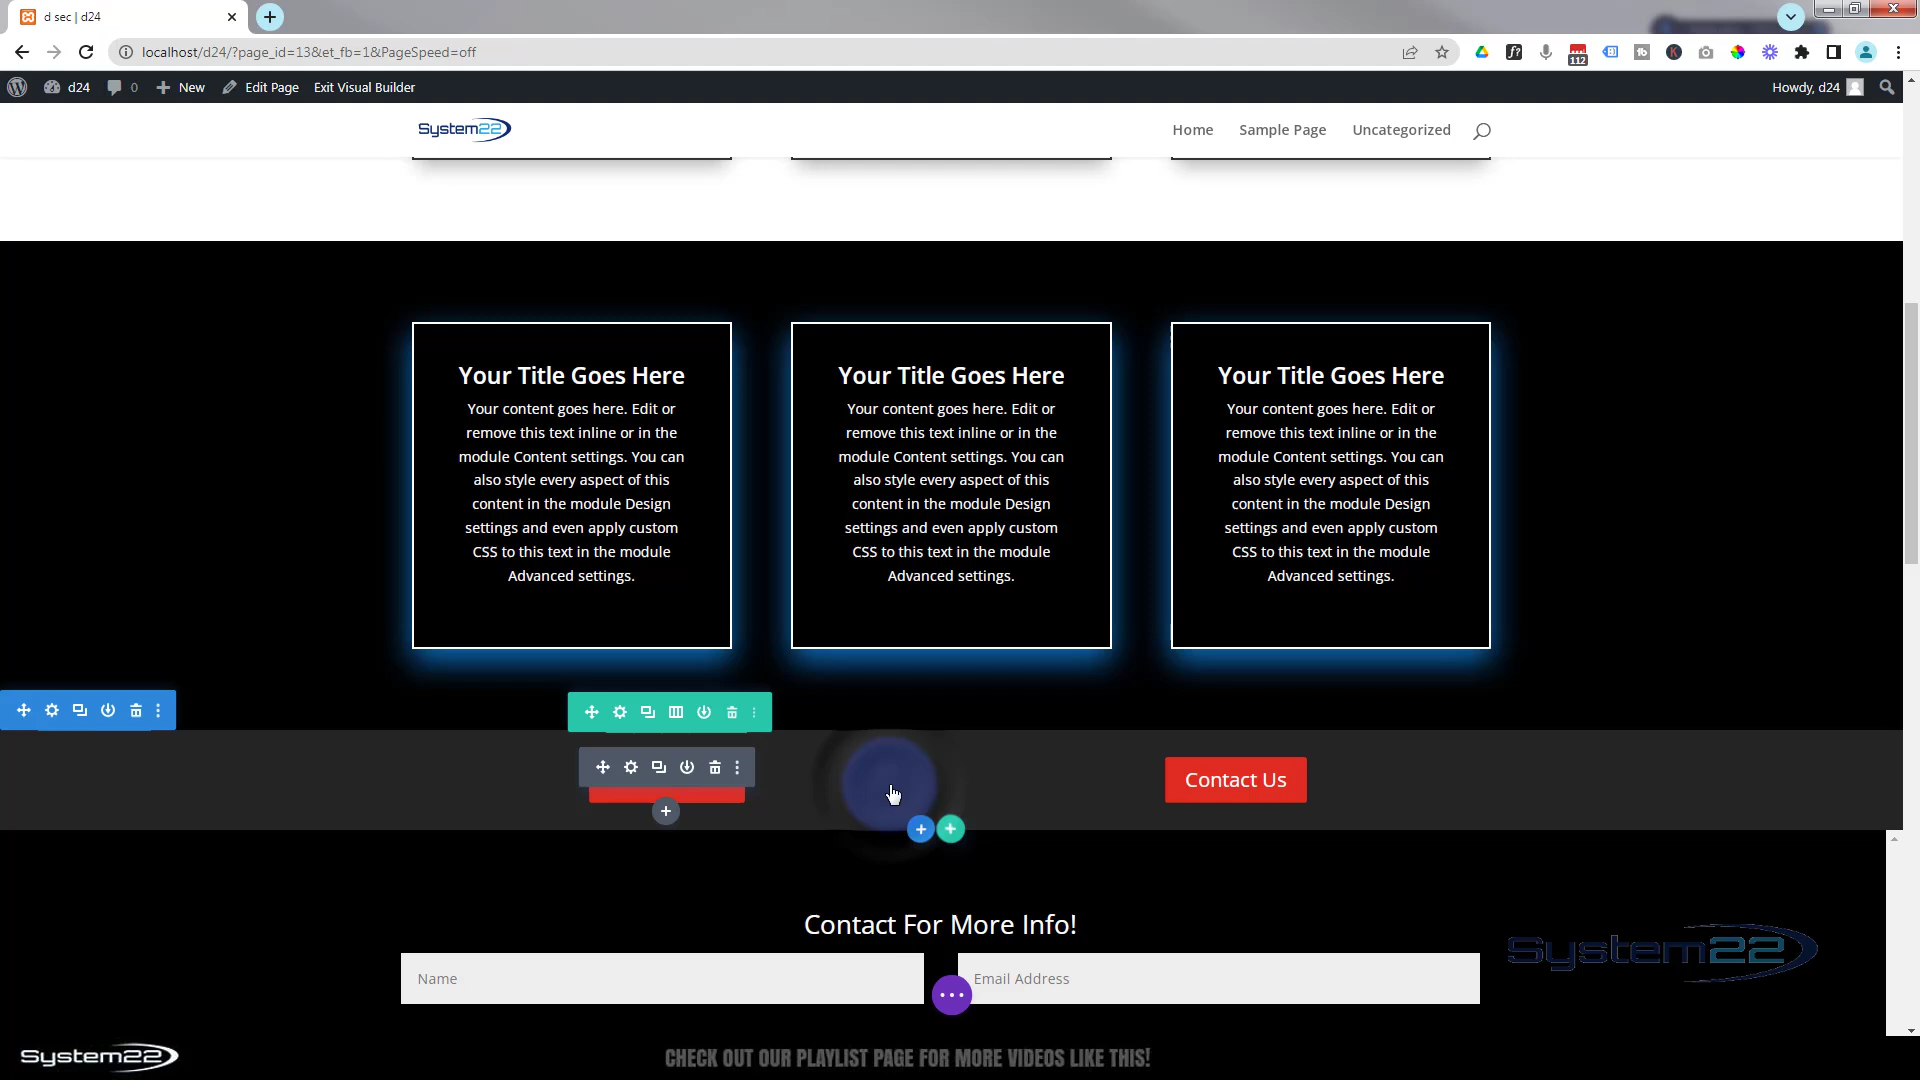 d sec | d24
localhost/d24/?page_id=13&et_fb=1&PageSpeed=off
112
d24
0
New
Edit Page
Exit Visual Builder
Howdy, d24
System22
Home
Sample Page
Uncategorized
Your Title Goes Here
Your content goes here. Edit or
remove this text inline or in the
module Content settings. You can
also style every aspect of this
content in the module Design
settings and even apply custom
CSS to this text in the module
Advanced settings.
Your Title Goes Here
Your content goes here. Edit or
remove this text inline or in the
module Content settings. You can
also style every aspect of this
content in the module Design
settings and even apply custom
CSS to this text in the module
Advanced settings.
Your Title Goes Here
Your content goes here. Edit or
remove this text inline or in the
module Content settings. You can
also style every aspect of this
content in the module Design
settings and even apply custom
CSS to this text in the module
Advanced settings.
Contact Us
Contact For More Info!
Name
Email Address
System22
System22
CHECK OUT OUR PLAYLIST PAGE FOR MORE VIDEOS LIKE THIS!